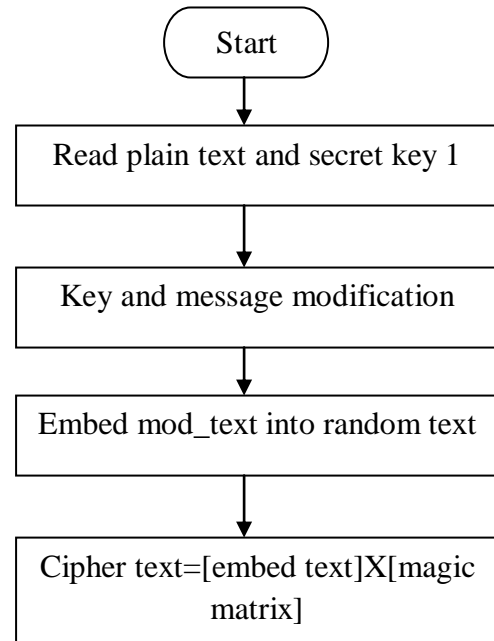 Start
Read plain text and secret key 1
Key and message modification
Embed mod_text into random text
Cipher text=[embed text]X[magic
matrix]